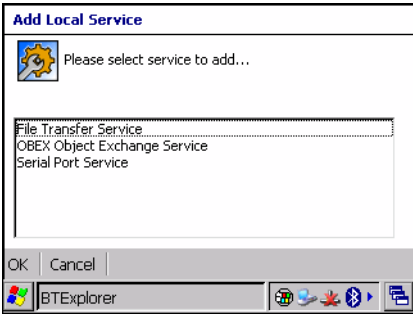 Add Local Service
Please select service to add...
File Transfer Service
OBEX Object Exchange Service
Serial Port Service
OK Cancel
BTExplorer